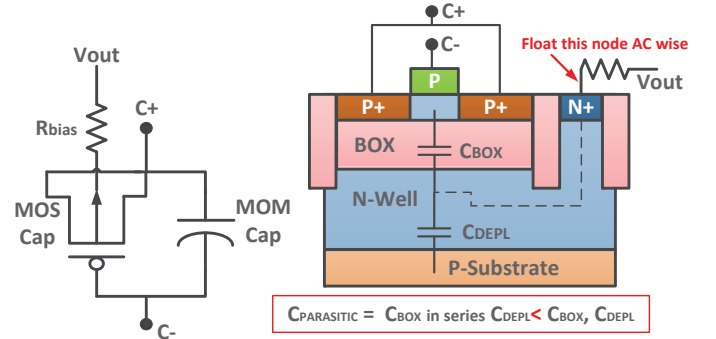 Vout
Rbias
C+
MOS
Cap
MOM
Cap
C-
C+
C-
Float this node AC wise
Vout
P
P+
P+
N+
BOX
CBOX
N-Well
CDEPL
P-Substrate
CPARASITIC = CBOX in series CDEPL< CBOX, CDEPL